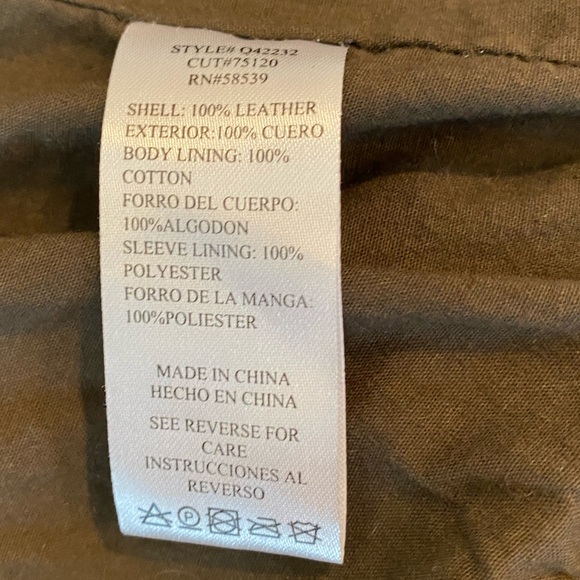 STYLE# Q42232
CUT#75120
RN#58539
SHELL: 100% LEATHER
EXTERIOR:100% CUERO
BODY LINING: 100%
COTTON
FORRO DEL CUERPO:
100%ALGODON
SLEEVE LINING: 100%
POLYESTER
FORRO DE LA MANGA:
100%POLIESTER
MADE IN CHINA
HECHO EN CHINA
SEE REVERSE FOR
CARE
INSTRUCCIONES AL
REVERSO
P